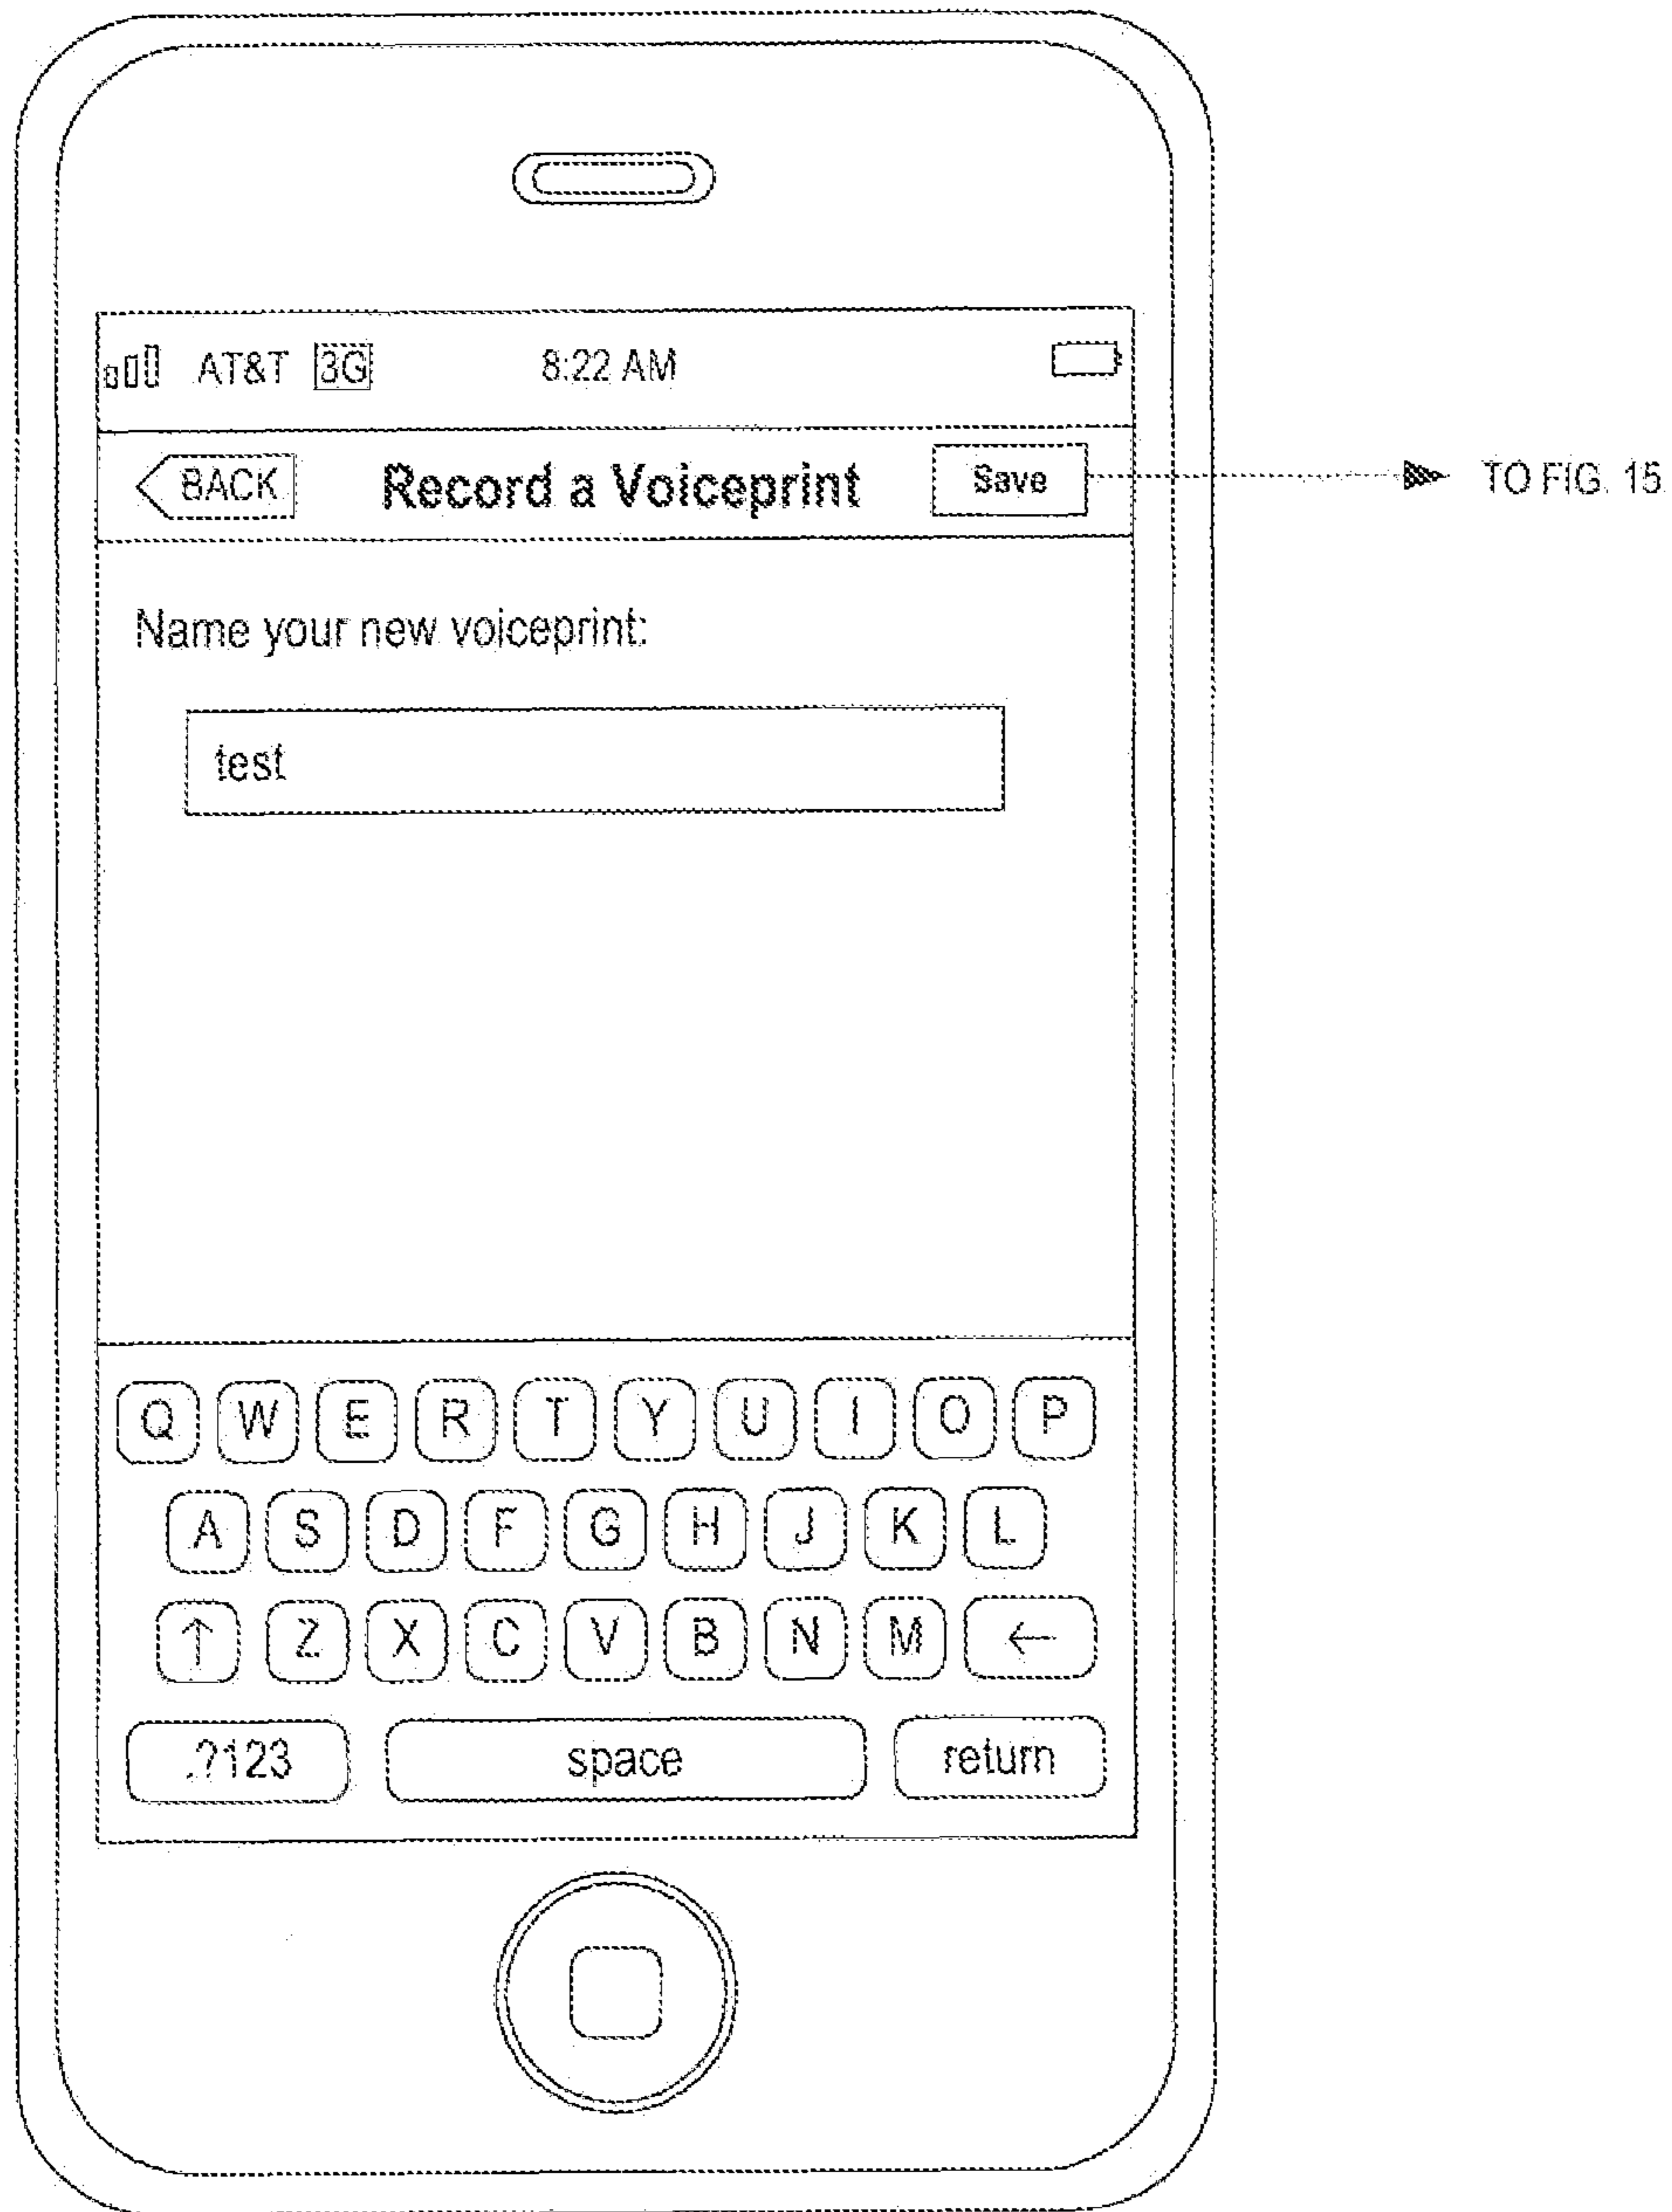 AT&T 3G 8:22 AM
BACK Record a Voiceprint Save TO FIG. 15
Name your new voiceprint:
test
Q W E R T Y U I O P
A S D F G H J K L
↑ Z X C V B N M ←
.?123 space return